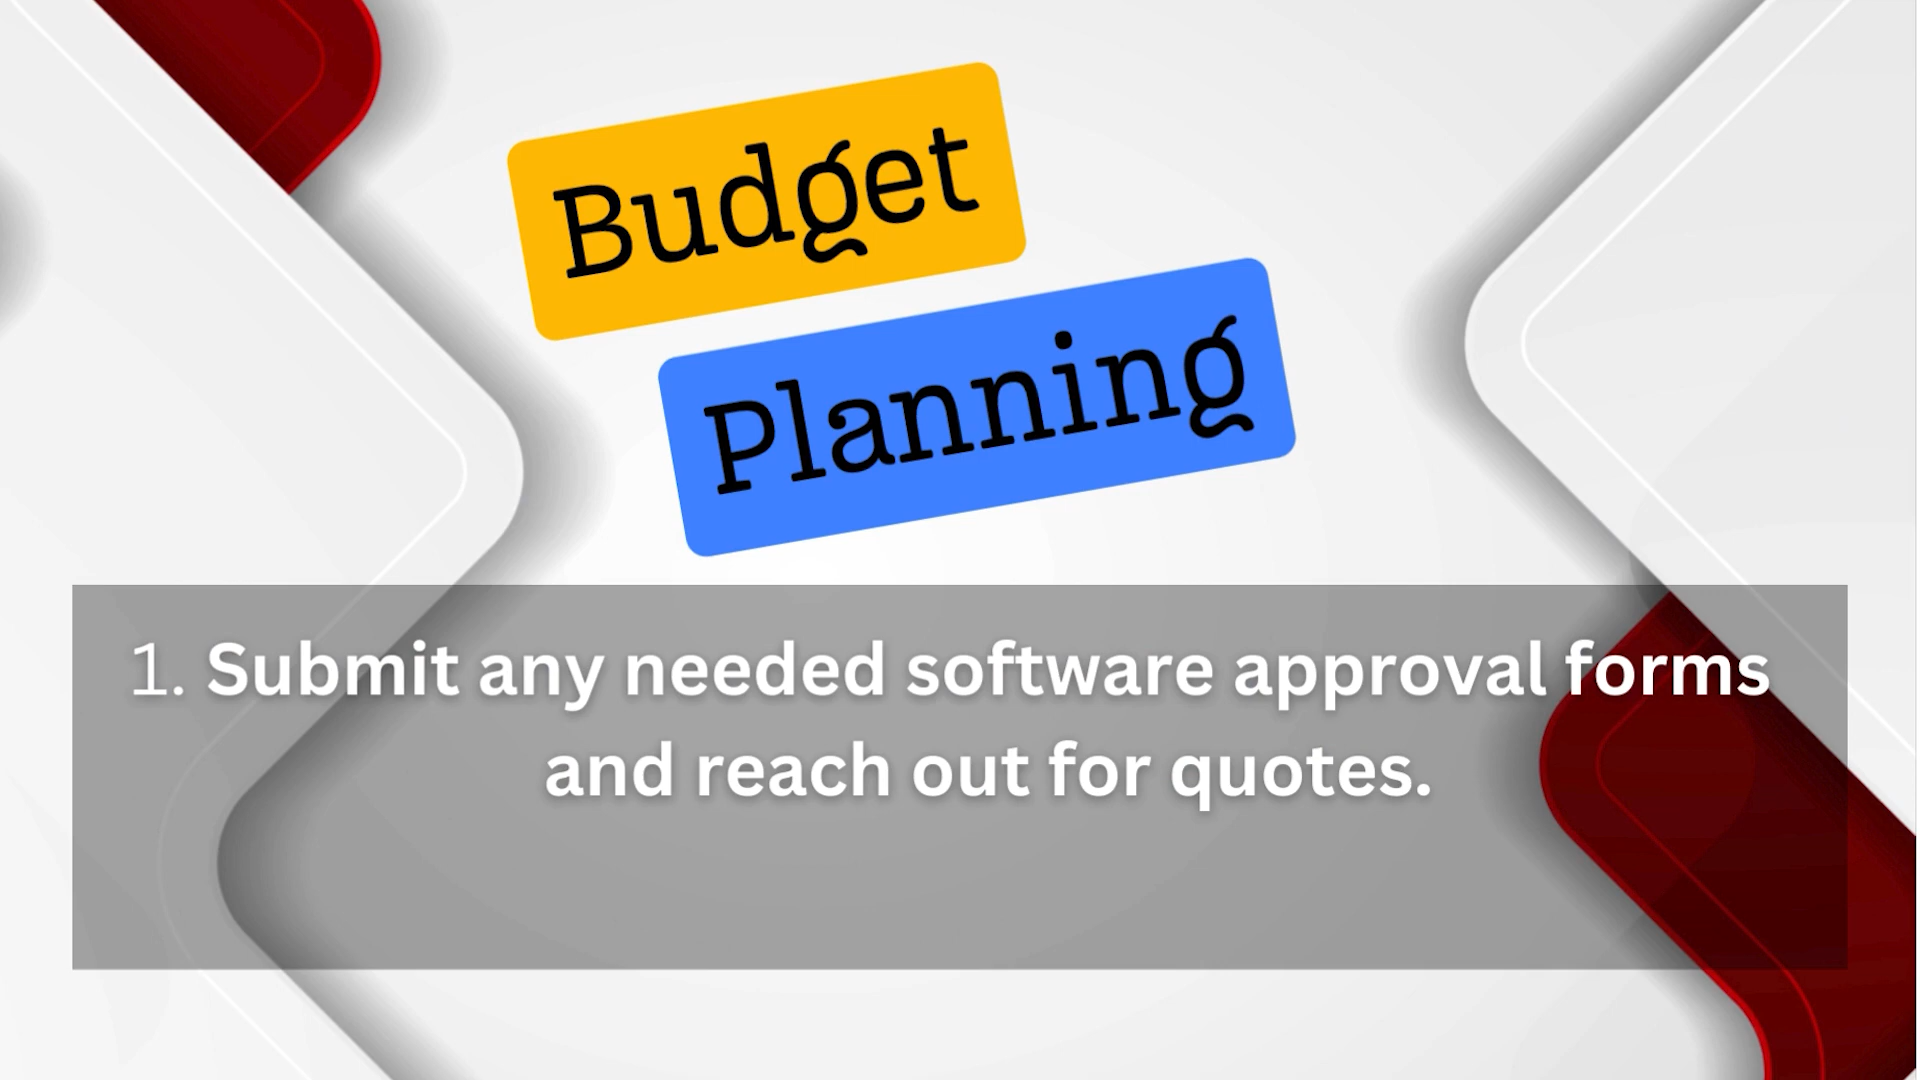 Budget
Planning
1. Submit any needed software approval forms
and reach out for quotes.